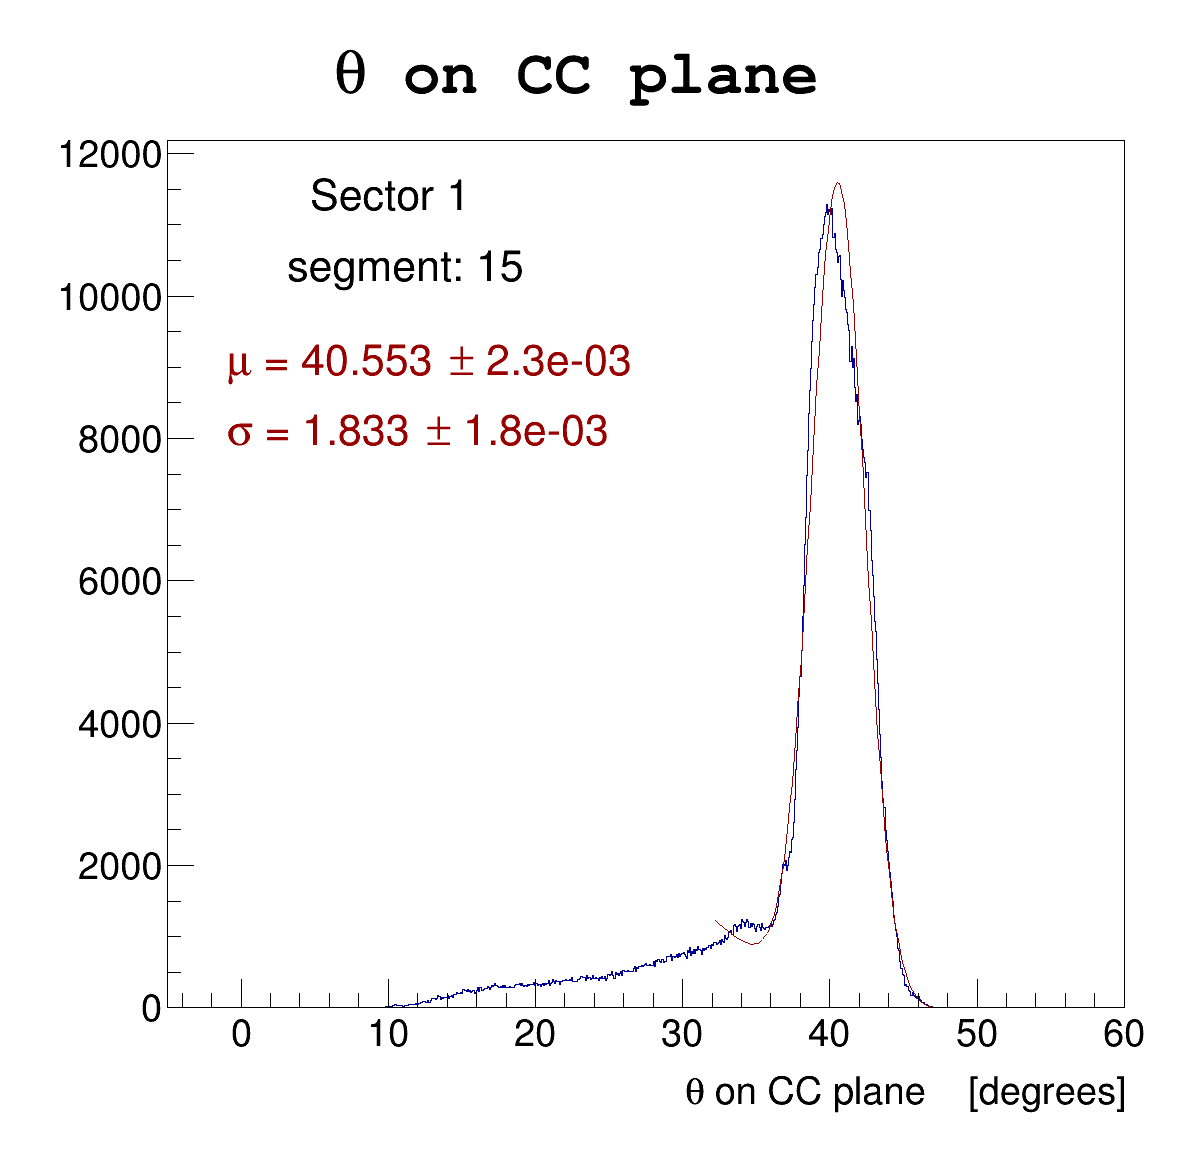 θ on CC plane
12000
Sector 1
segment: 15
10000
μ = 40.553 ± 2.3e-03
σ = 1.833 ± 1.8e-03
8000
6000
4000
2000
0
0 10 20 30 40 50 60
θ on CC plane [degrees]